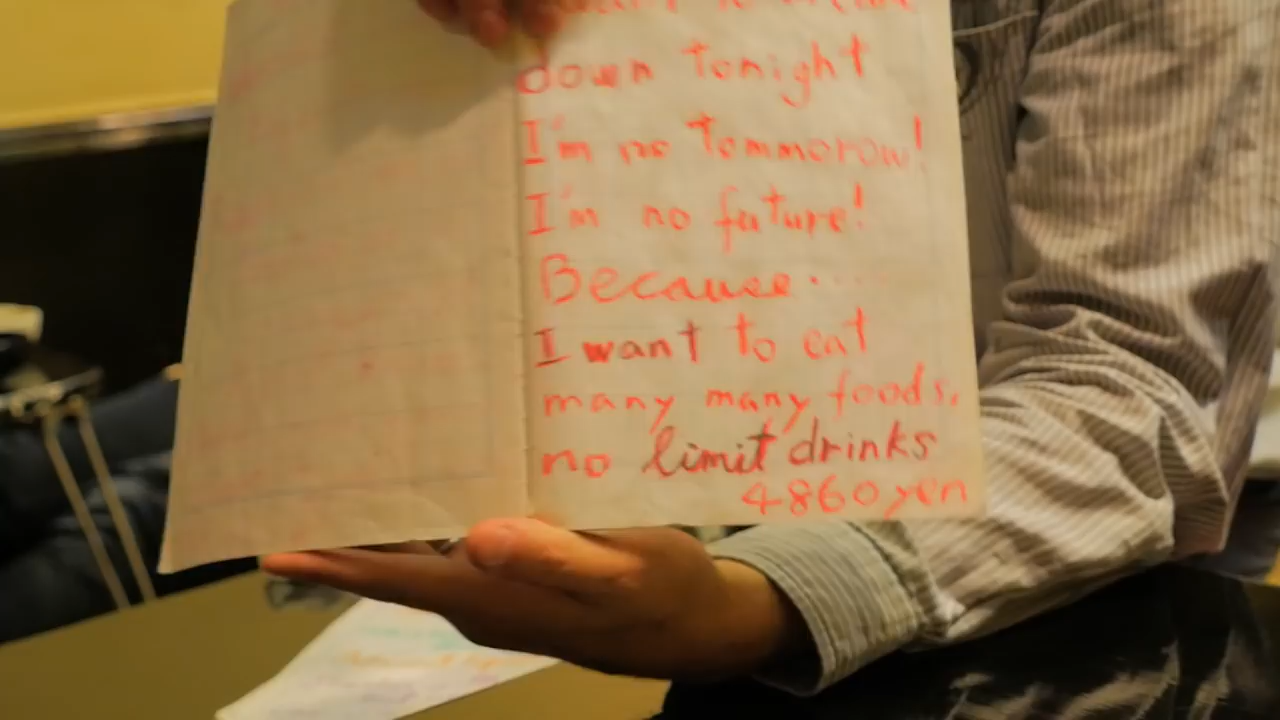 down tonight
I'm no tommorow!
I'm no future!
Because.....
I want to eat
many many foods,
no limit drinks
4860yen